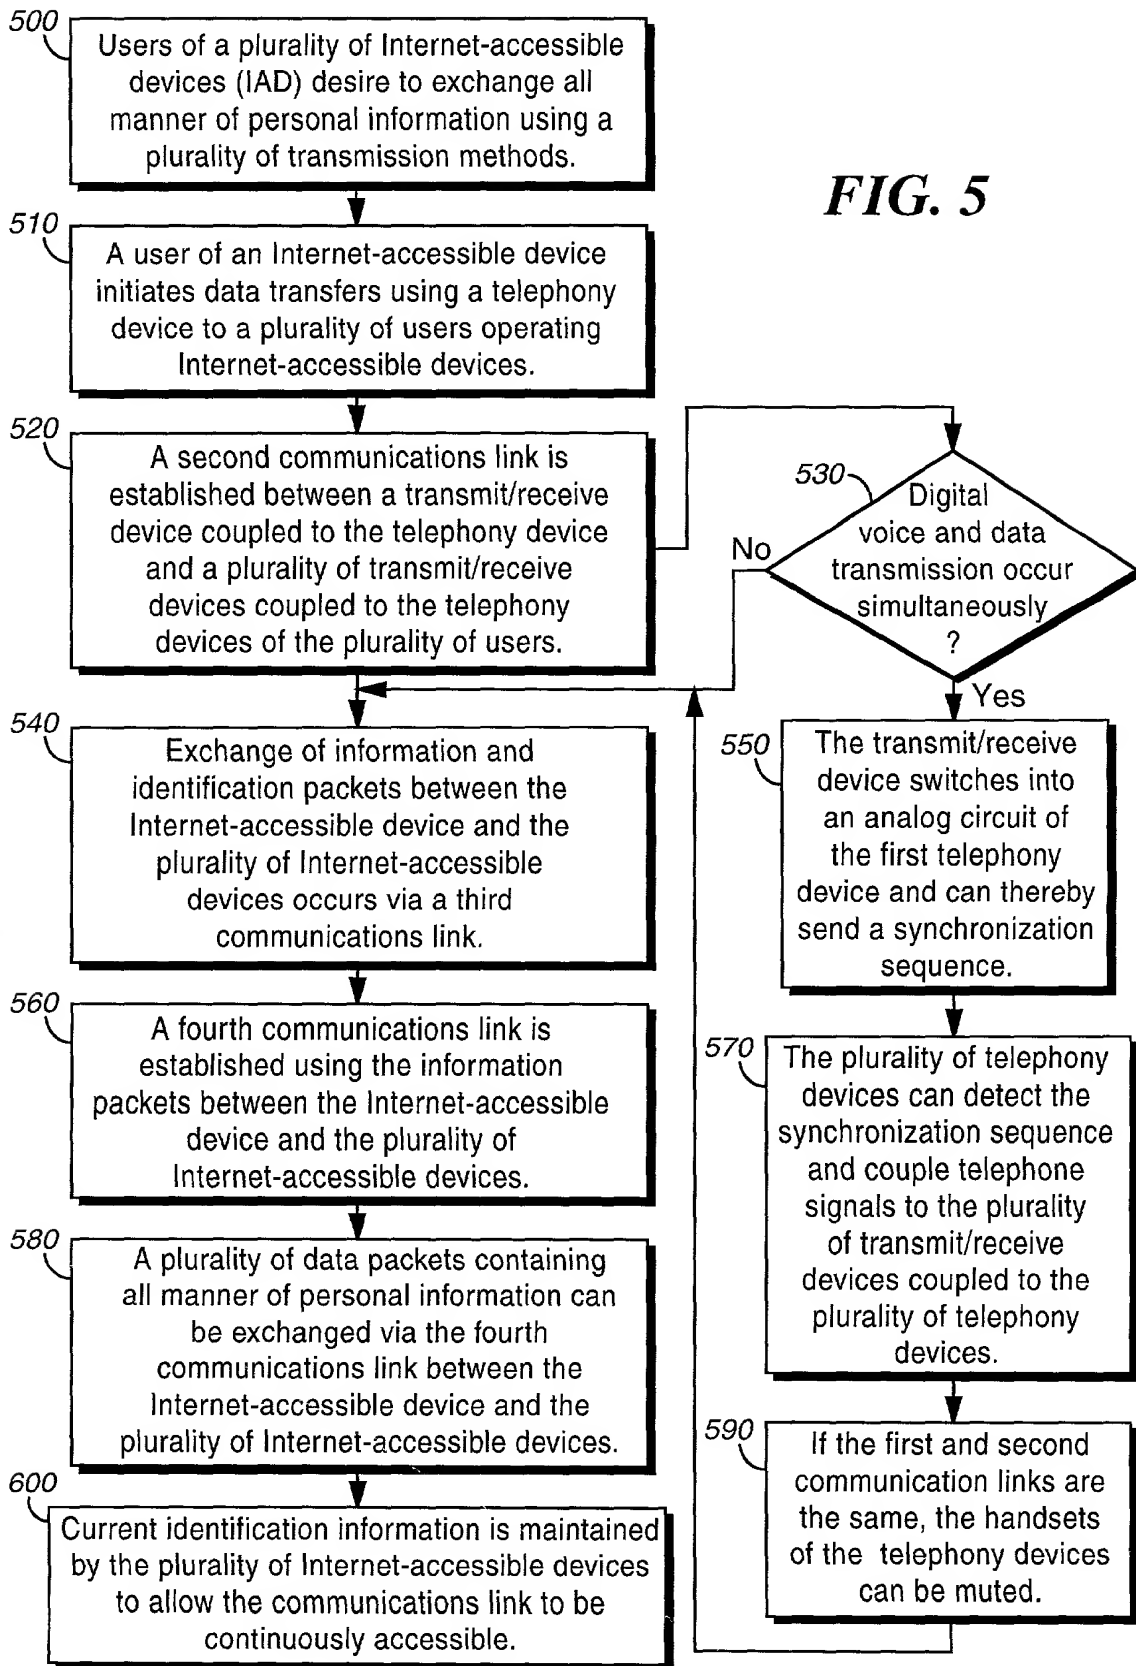 500
Users of a plurality of Internet-accessible
devices (IAD) desire to exchange all
manner of personal information using a
plurality of transmission methods.
FIG. 5
510
A user of an Internet-accessible device
initiates data transfers using a telephony
device to a plurality of users operating
Internet-accessible devices.
520
A second communications link is
established between a transmit/receive
device coupled to the telephony device
and a plurality of transmit/receive
devices coupled to the telephony
devices of the plurality of users.
530
Digital
voice and data
transmission occur
simultaneously
?
No
Yes
540
Exchange of information and
identification packets between the
Internet-accessible device and the
plurality of Internet-accessible
devices occurs via a third
communications link.
550
The transmit/receive
device switches into
an analog circuit of
the first telephony
device and can thereby
send a synchronization
sequence.
560
A fourth communications link is
established using the information
packets between the Internet-accessible
device and the plurality of
Internet-accessible devices.
570
The plurality of telephony
devices can detect the
synchronization sequence
and couple telephone
signals to the plurality
of transmit/receive
devices coupled to the
plurality of telephony
devices.
580
A plurality of data packets containing
all manner of personal information can
be exchanged via the fourth
communications link between the
Internet-accessible device and the
plurality of Internet-accessible devices.
590
If the first and second
communication links are
the same, the handsets
of the telephony devices
can be muted.
600
Current identification information is maintained
by the plurality of Internet-accessible devices
to allow the communications link to be
continuously accessible.